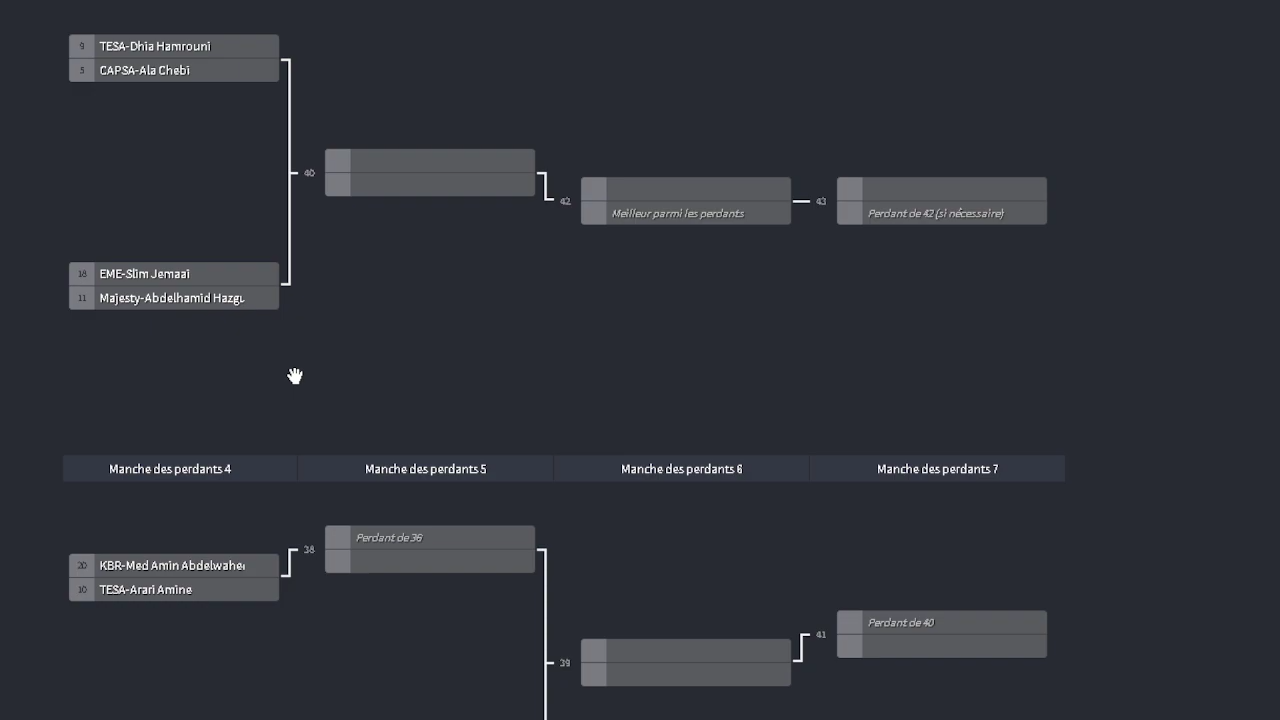 9 TESA-Dhia Hamrouni
5 CAPSA-Ala Chebi
40
42
Meilleur parmi les perdants
43
Perdant de 42 (si nécessaire)
18 EME-Slim Jemaai
11 Majesty-Abdelhamid
Manche des perdants 4
Manche des perdants 5
Manche des perdants 6
Manche des perdants 7
38
Perdant de 36
20 KBR-Med Amin
10 TESA-Arari Amine
41
Perdant de 40
39